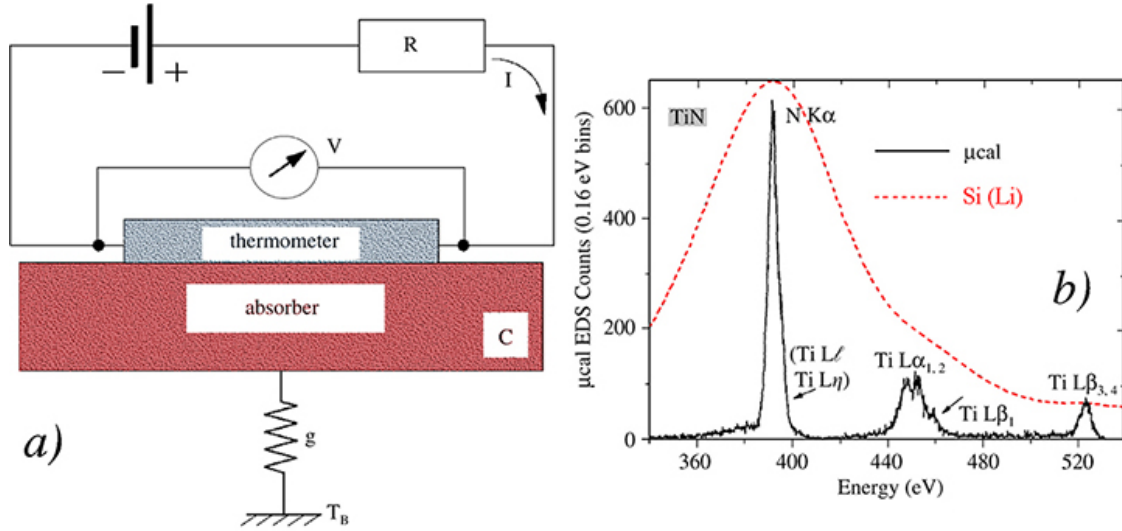 R
− +
I
V
thermometer
absorber
C
g
T_B
a)
μcal EDS Counts (0.16 eV bins)
600
400
200
0
TiN
N Kα
μcal
Si (Li)
b)
(Ti Lℓ
Ti Lη)
Ti Lα1, 2
Ti Lβ1
Ti Lβ3, 4
360 400 440 480 520
Energy (eV)